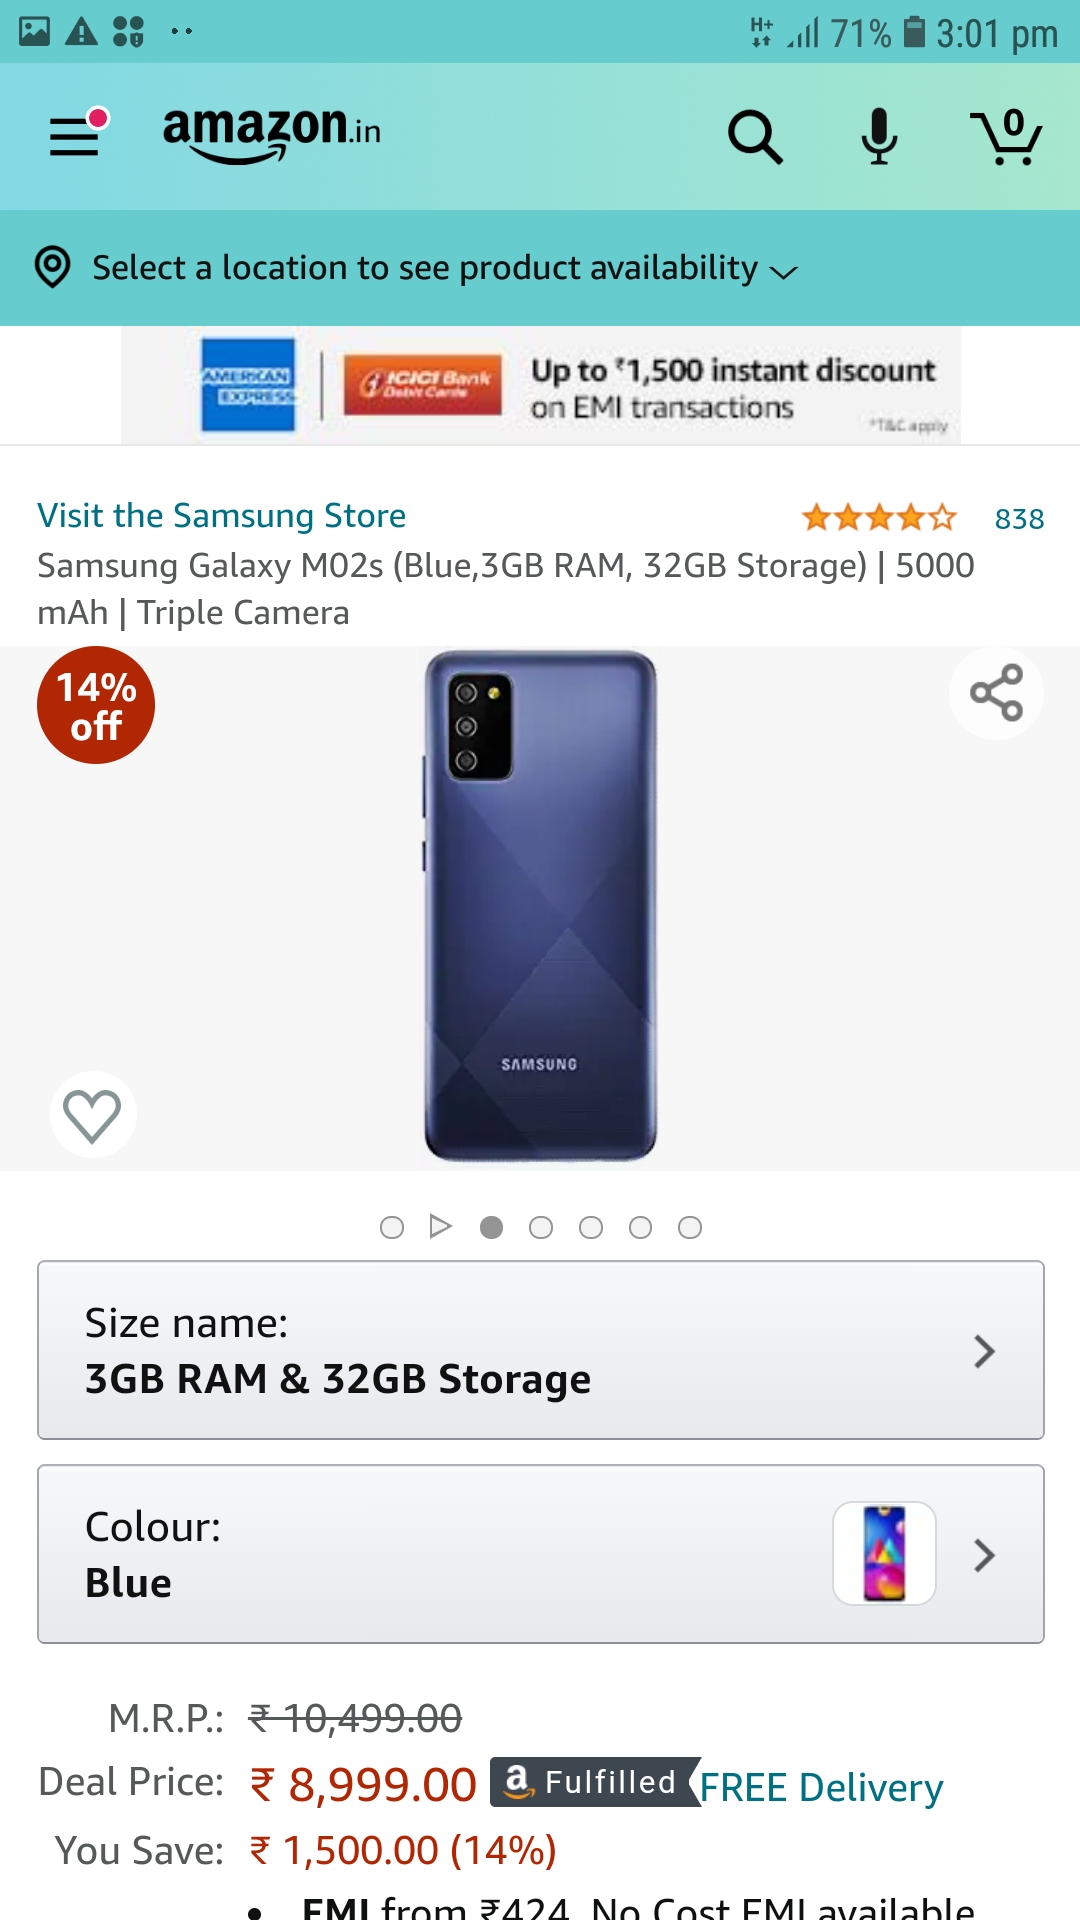 H+ 71% 3:01 pm
amazon.in
0
Select a location to see product availability
AMERICAN EXPRESS
ICICI Bank
Debit Cards
Up to ₹1,500 instant discount
on EMI transactions
*T&C apply
Visit the Samsung Store 838
Samsung Galaxy M02s (Blue,3GB RAM, 32GB Storage) | 5000
mAh | Triple Camera
14%
off
SAMSUNG
Size name:
3GB RAM & 32GB Storage
Colour:
Blue
M.R.P.: ₹ 10,499.00
Deal Price: ₹ 8,999.00 a Fulfilled FREE Delivery
You Save: ₹ 1,500.00 (14%)
• EMI from ₹424. No Cost EMI available